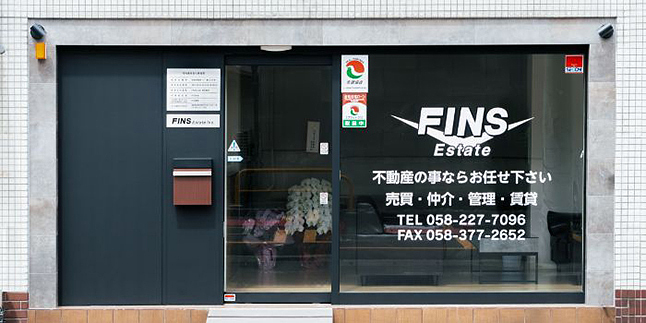 FINS Estate Inc.
FINS
Estate
不動産の事ならお任せ下さい
売買・仲介・管理・賃貸
TEL 058-227-7096
FAX 058-377-2652